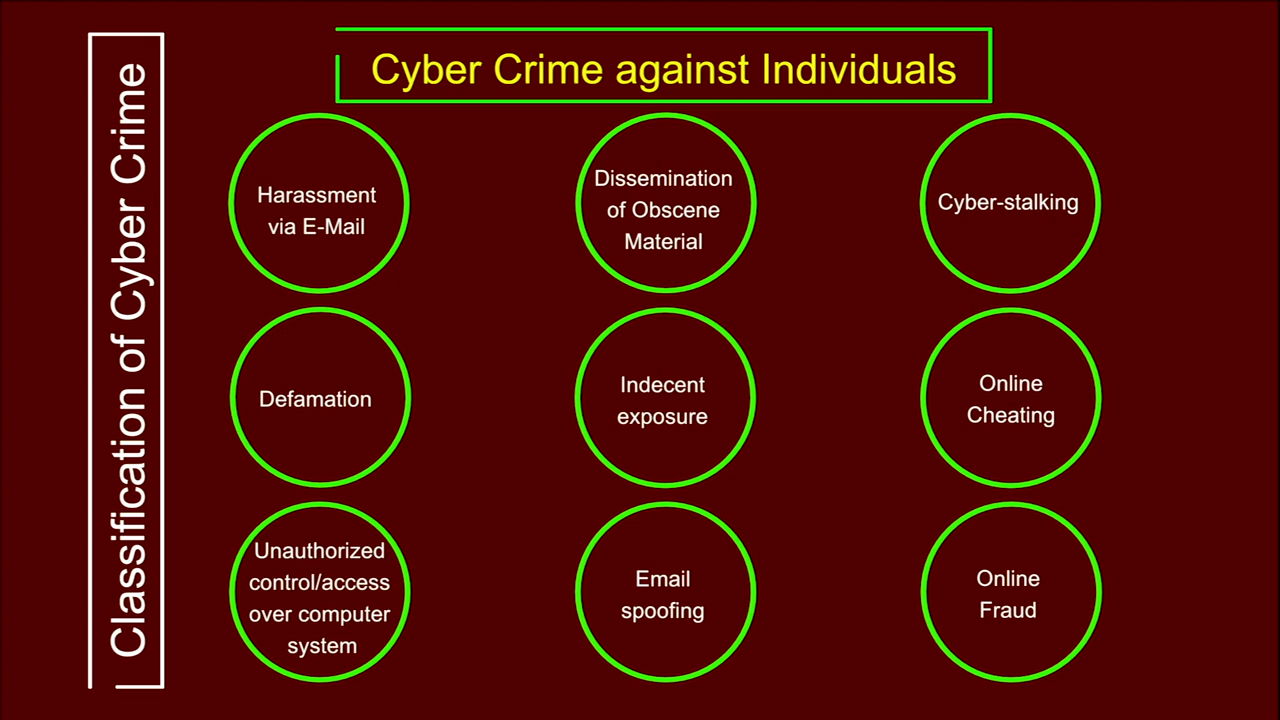 Classification of Cyber Crime
Cyber Crime against Individuals
Harassment
via E-Mail
Dissemination
of Obscene
Material
Cyber-stalking
Defamation
Indecent
exposure
Online
Cheating
Unauthorized
control/access
over computer
system
Email
spoofing
Online
Fraud